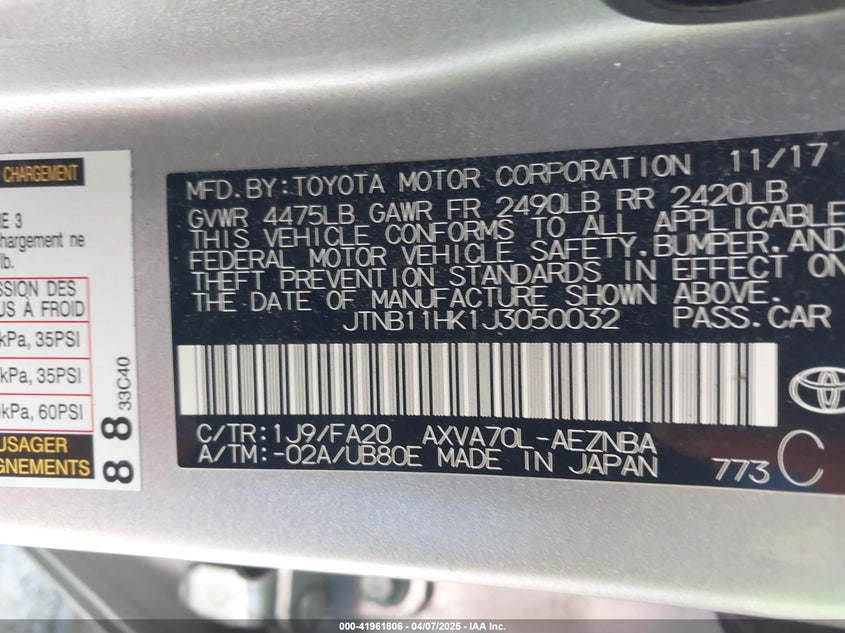 CHARGEMENT
E 3
hargement ne
lb.
SSION DES
US À FROID
kPa, 35PSI
kPa, 35PSI
kPa, 60PSI
USAGER
GNEMENTS
88
33C40
MFD.BY:TOYOTA MOTOR CORPORATION 11/17
GVWR 4475LB GAWR FR 2490LB RR 2420LB
THIS VEHICLE CONFORMS TO ALL APPLICABLE
FEDERAL MOTOR VEHICLE SAFETY,BUMPER,AND
THEFT PREVENTION STANDARDS IN EFFECT ON
THE DATE OF MANUFACTURE SHOWN ABOVE.
JTNB11HK1J3050032 PASS.CAR
C/TR:1J9/FA20 AXVA70L-AEZNBA
A/TM:-02A/UB80E MADE IN JAPAN 773 C
000-41961806 - 04/07/2025 - IAA Inc.